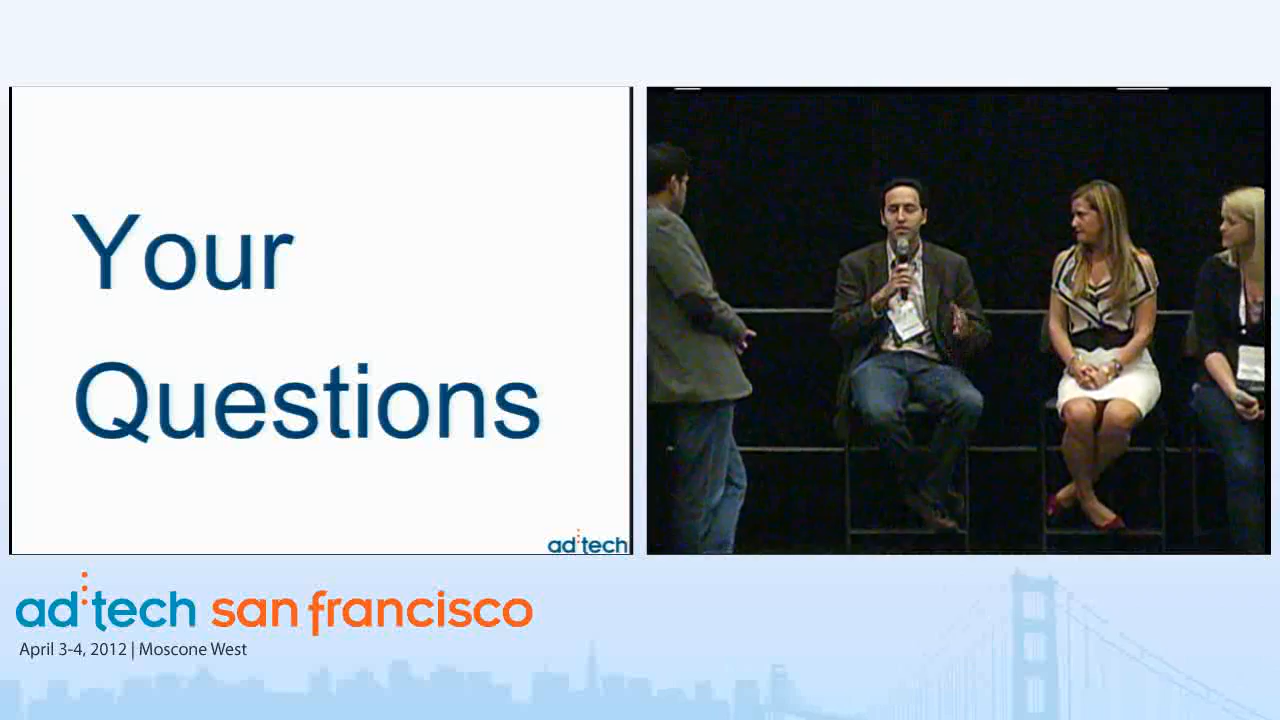 Your
Questions
ad:tech
ad:tech san francisco
April 3-4, 2012 | Moscone West